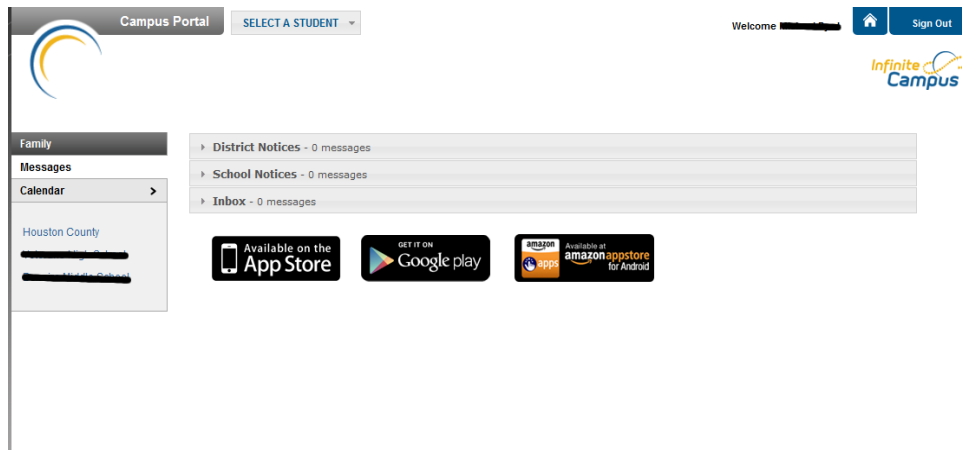 Campus Portal
SELECT A STUDENT
Welcome
Sign Out
Infinite
Campus
Family
Messages
Calendar >
Houston County
District Notices - 0 messages
School Notices - 0 messages
Inbox - 0 messages
Available on the
App Store
GET IT ON
Google play
amazon
apps
Available at
amazon appstore
for Android